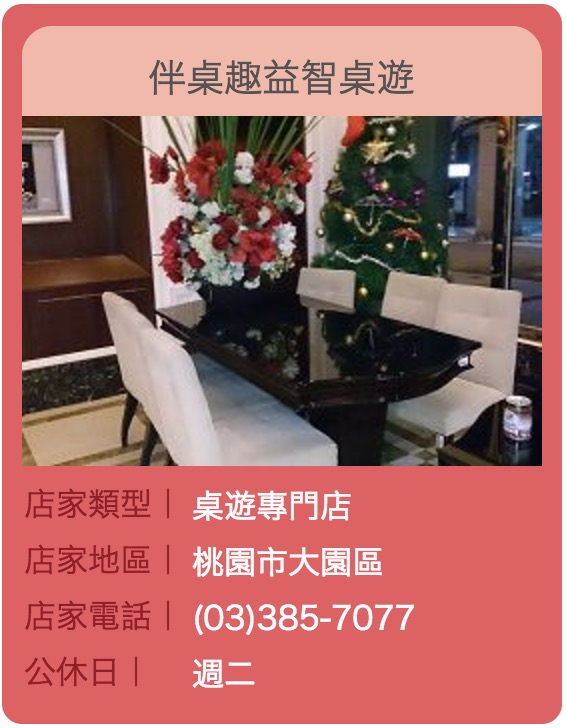 伴桌趣益智桌遊
店家類型｜ 桌遊專門店
店家地區｜ 桃園市大園區
店家電話｜ (03)385-7077
公休日｜ 週二